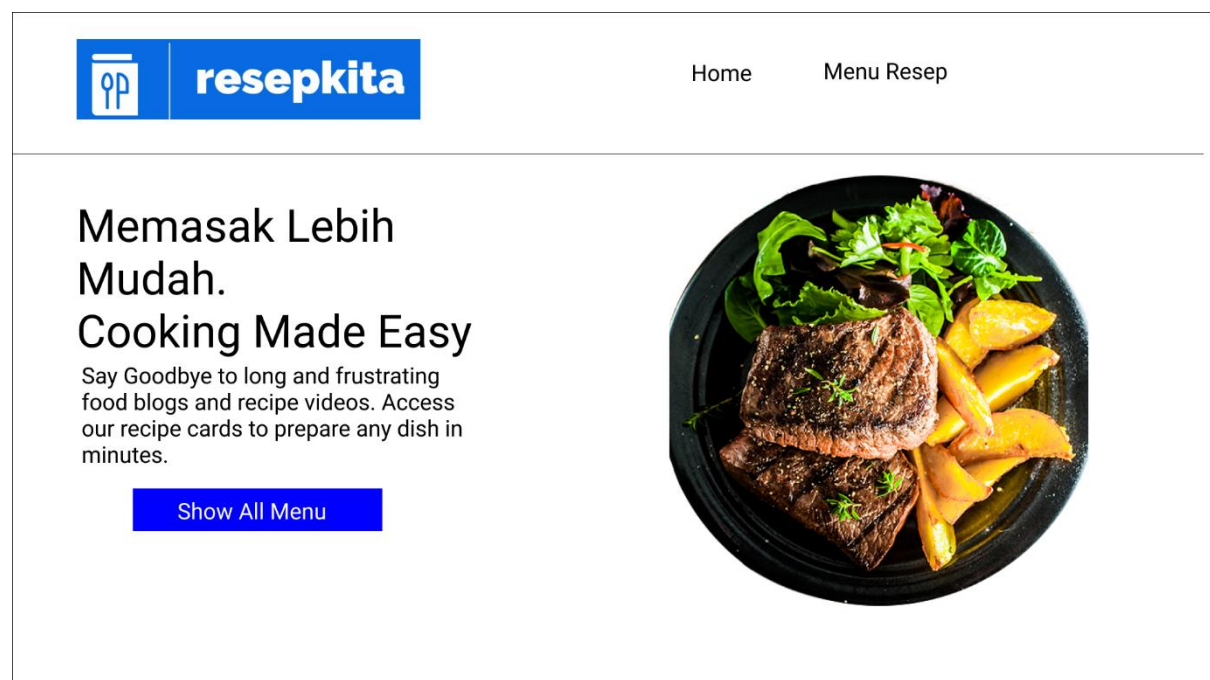 resepkita
Home
Menu Resep
Memasak Lebih
Mudah.
Cooking Made Easy
Say Goodbye to long and frustrating
food blogs and recipe videos. Access
our recipe cards to prepare any dish in
minutes.
Show All Menu